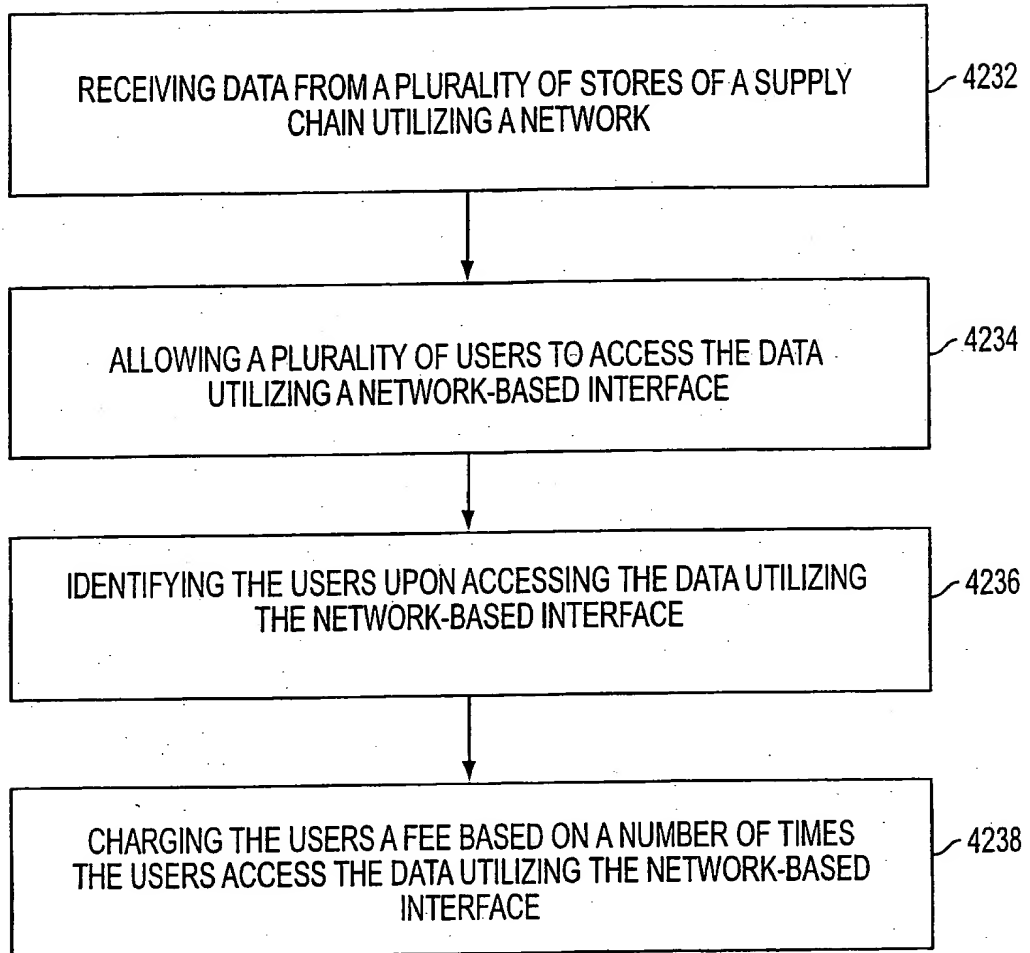 RECEIVING DATA FROM A PLURALITY OF STORES OF A SUPPLY
CHAIN UTILIZING A NETWORK
4232
ALLOWING A PLURALITY OF USERS TO ACCESS THE DATA
UTILIZING A NETWORK-BASED INTERFACE
4234
IDENTIFYING THE USERS UPON ACCESSING THE DATA UTILIZING
THE NETWORK-BASED INTERFACE
4236
CHARGING THE USERS A FEE BASED ON A NUMBER OF TIMES
THE USERS ACCESS THE DATA UTILIZING THE NETWORK-BASED
INTERFACE
4238